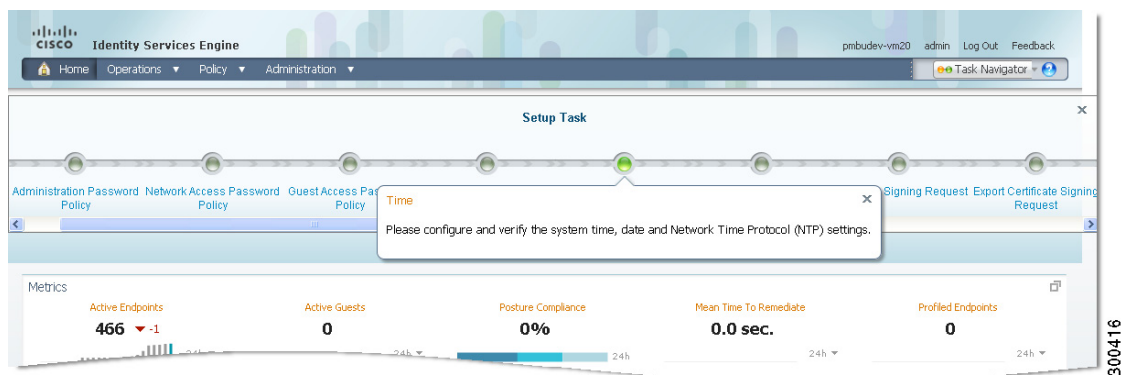 CISCO Identity Services Engine
pmbudev-vm20 admin Log Out Feedback
Home Operations Policy Administration
Task Navigator ?
Setup Task
Administration Password Policy
Network Access Password Policy
Guest Access Pas
Policy
Signing Request
Export Certificate Signing Request
Time
Please configure and verify the system time, date and Network Time Protocol (NTP) settings.
Metrics
Active Endpoints
466 -1
24h
Active Guests
0
24h
Posture Compliance
0%
24h
Mean Time To Remediate
0.0 sec.
24h
Profiled Endpoints
0
24h
300416